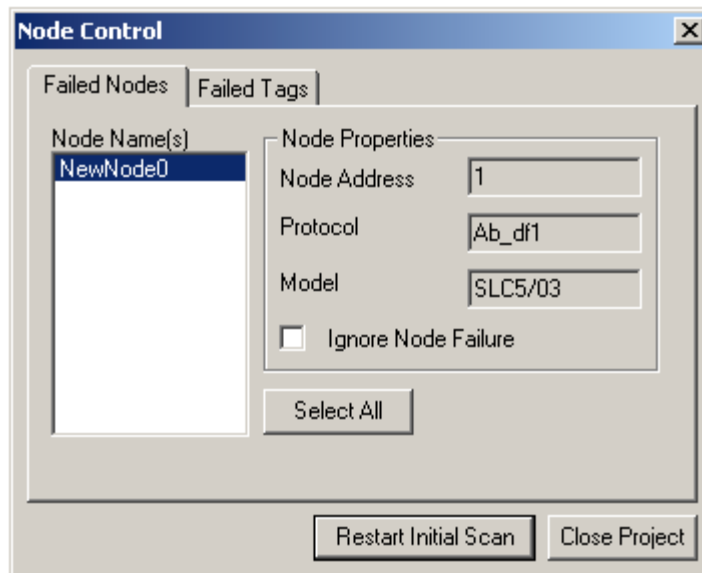 Node Control
Failed Nodes
Failed Tags
Node Name(s)
NewNode0
Node Properties
Node Address
1
Protocol
Ab_df1
Model
SLC5/03
Ignore Node Failure
Select All
Restart Initial Scan
Close Project